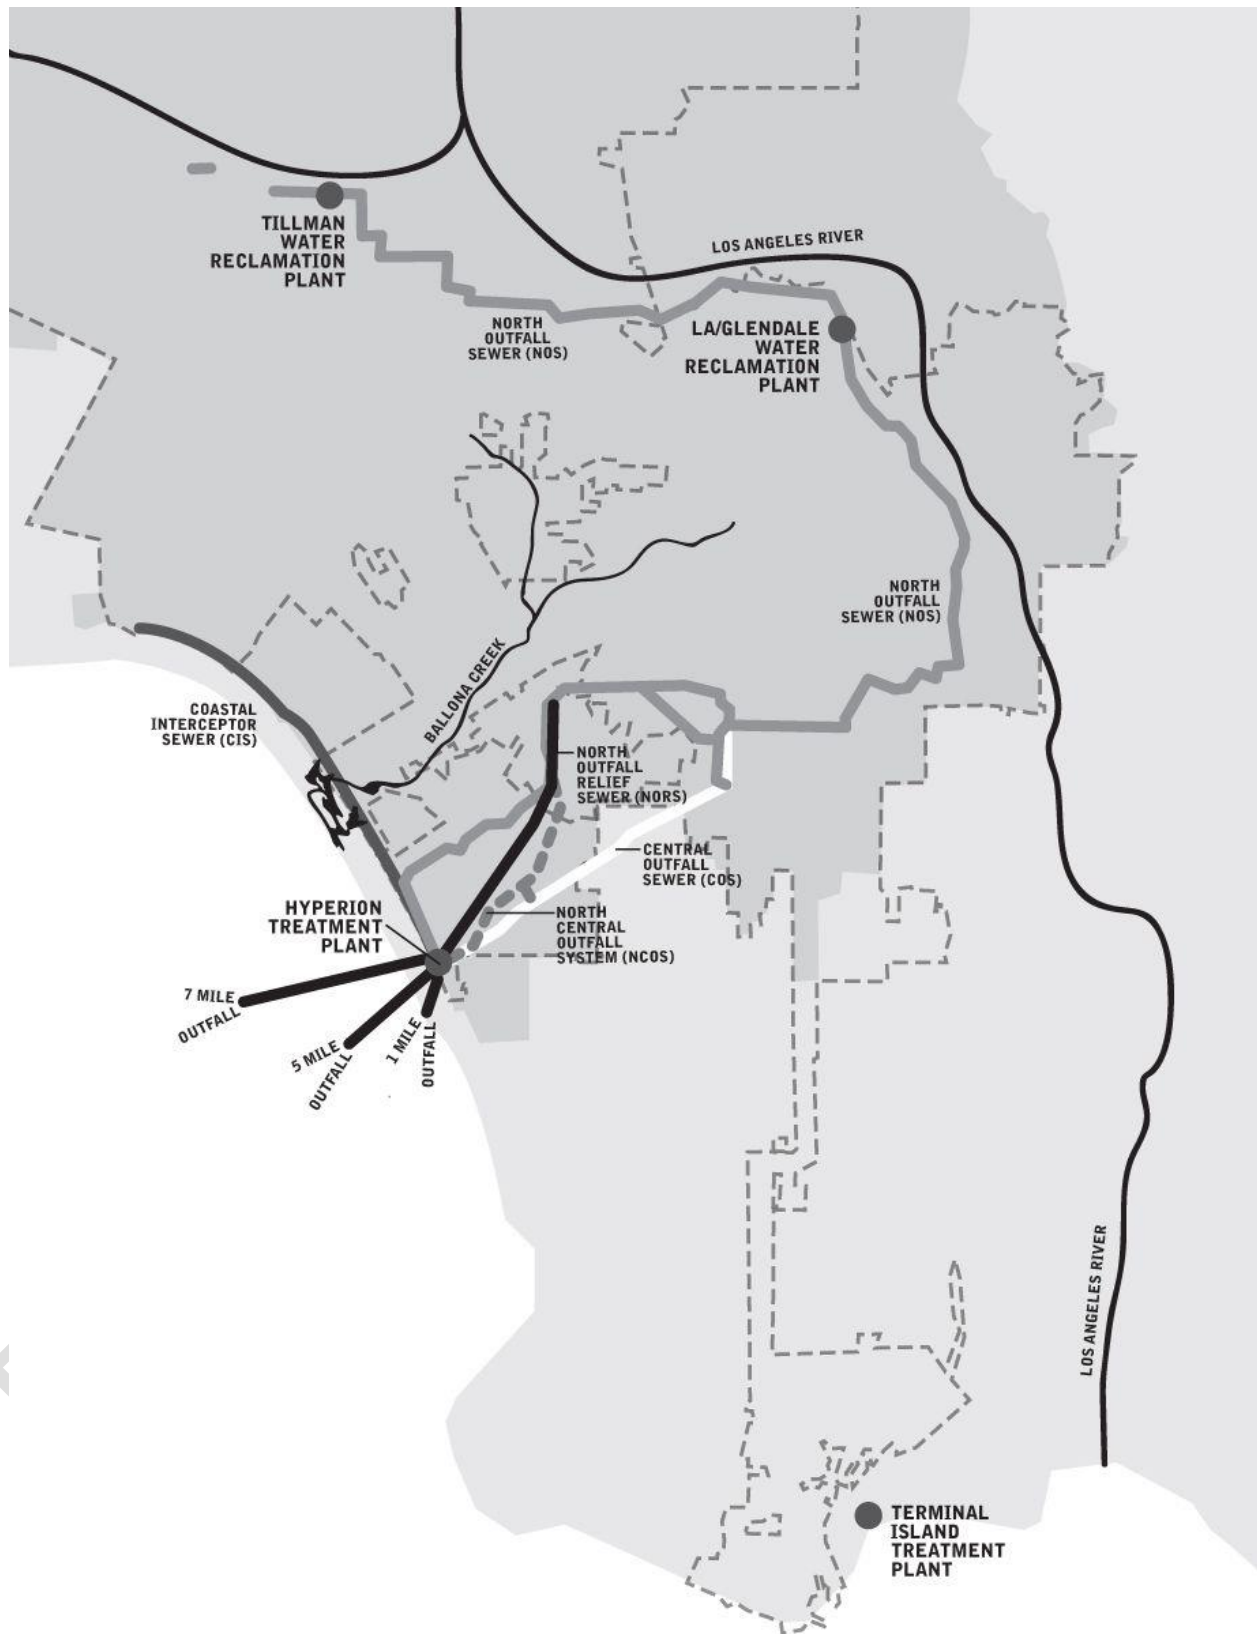 TILLMAN
WATER
RECLAMATION
PLANT
LOS ANGELES RIVER
NORTH
OUTFALL
SEWER (NOS)
LA/GLENDALE
WATER
RECLAMATION
PLANT
NORTH
OUTFALL
SEWER (NOS)
BALLONA CREEK
COASTAL
INTERCEPTOR
SEWER (CIS)
NORTH
OUTFALL
RELIEF
SEWER (NORS)
CENTRAL
OUTFALL
SEWER (COS)
HYPERION
TREATMENT
PLANT
NORTH
CENTRAL
OUTFALL
SYSTEM (NCOS)
7 MILE
OUTFALL
5 MILE
OUTFALL
1 MILE
OUTFALL
LOS ANGELES RIVER
TERMINAL
ISLAND
TREATMENT
PLANT